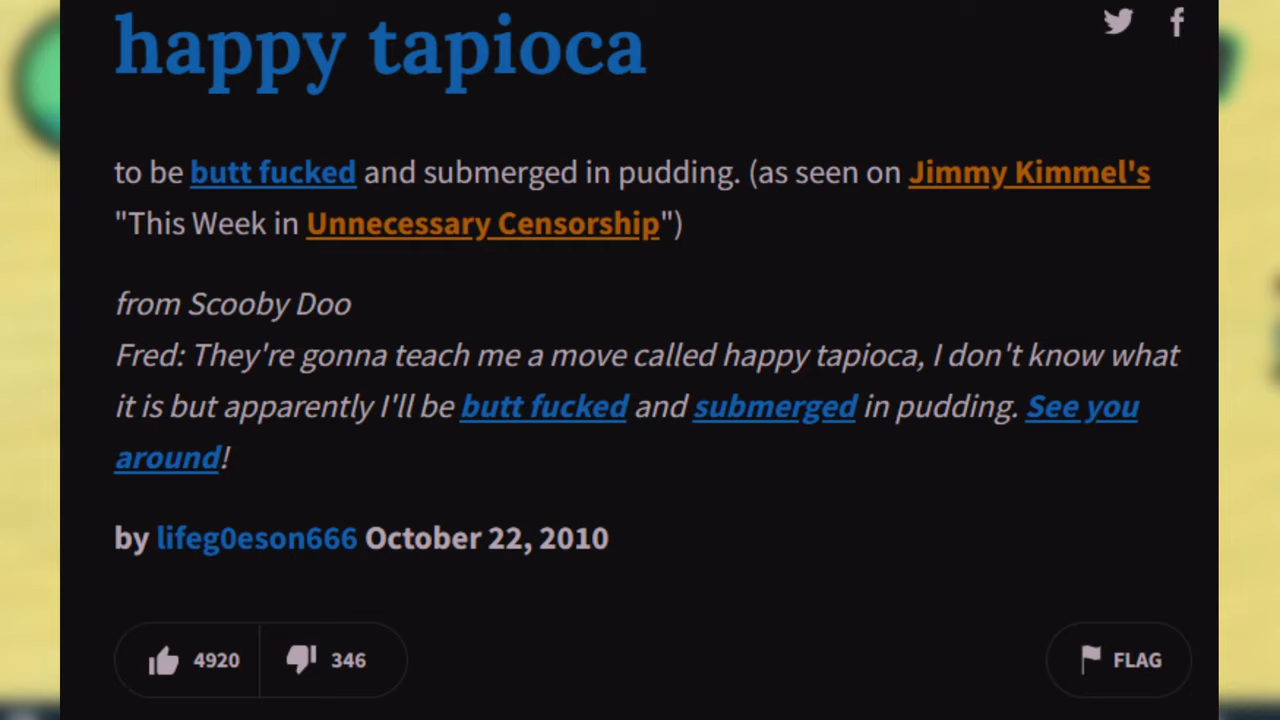 happy tapioca
to be butt fucked and submerged in pudding. (as seen on Jimmy Kimmel's
"This Week in Unnecessary Censorship")
from Scooby Doo
Fred: They're gonna teach me a move called happy tapioca, I don't know what
it is but apparently I'll be butt fucked and submerged in pudding. See you
around!
by lifeg0eson666 October 22, 2010
4920 346 FLAG